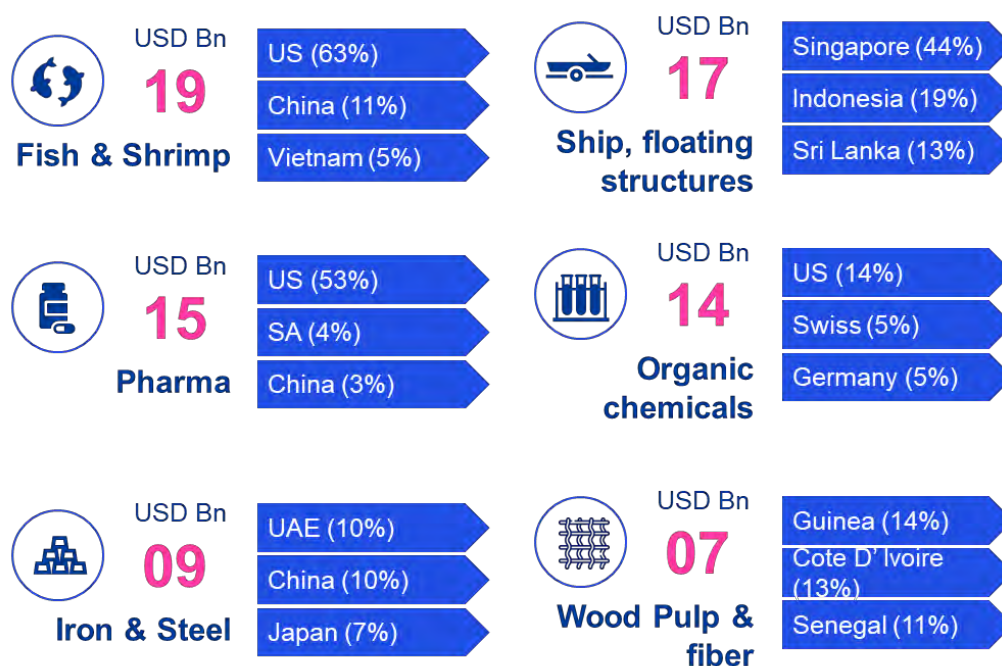 USD Bn
19
Fish & Shrimp
US (63%)
China (11%)
Vietnam (5%)
USD Bn
17
Ship, floating
structures
Singapore (44%)
Indonesia (19%)
Sri Lanka (13%)
USD Bn
15
Pharma
US (53%)
SA (4%)
China (3%)
USD Bn
14
Organic
chemicals
US (14%)
Swiss (5%)
Germany (5%)
USD Bn
09
Iron & Steel
UAE (10%)
China (10%)
Japan (7%)
USD Bn
07
Wood Pulp &
fiber
Guinea (14%)
Cote D' Ivoire
(13%)
Senegal (11%)